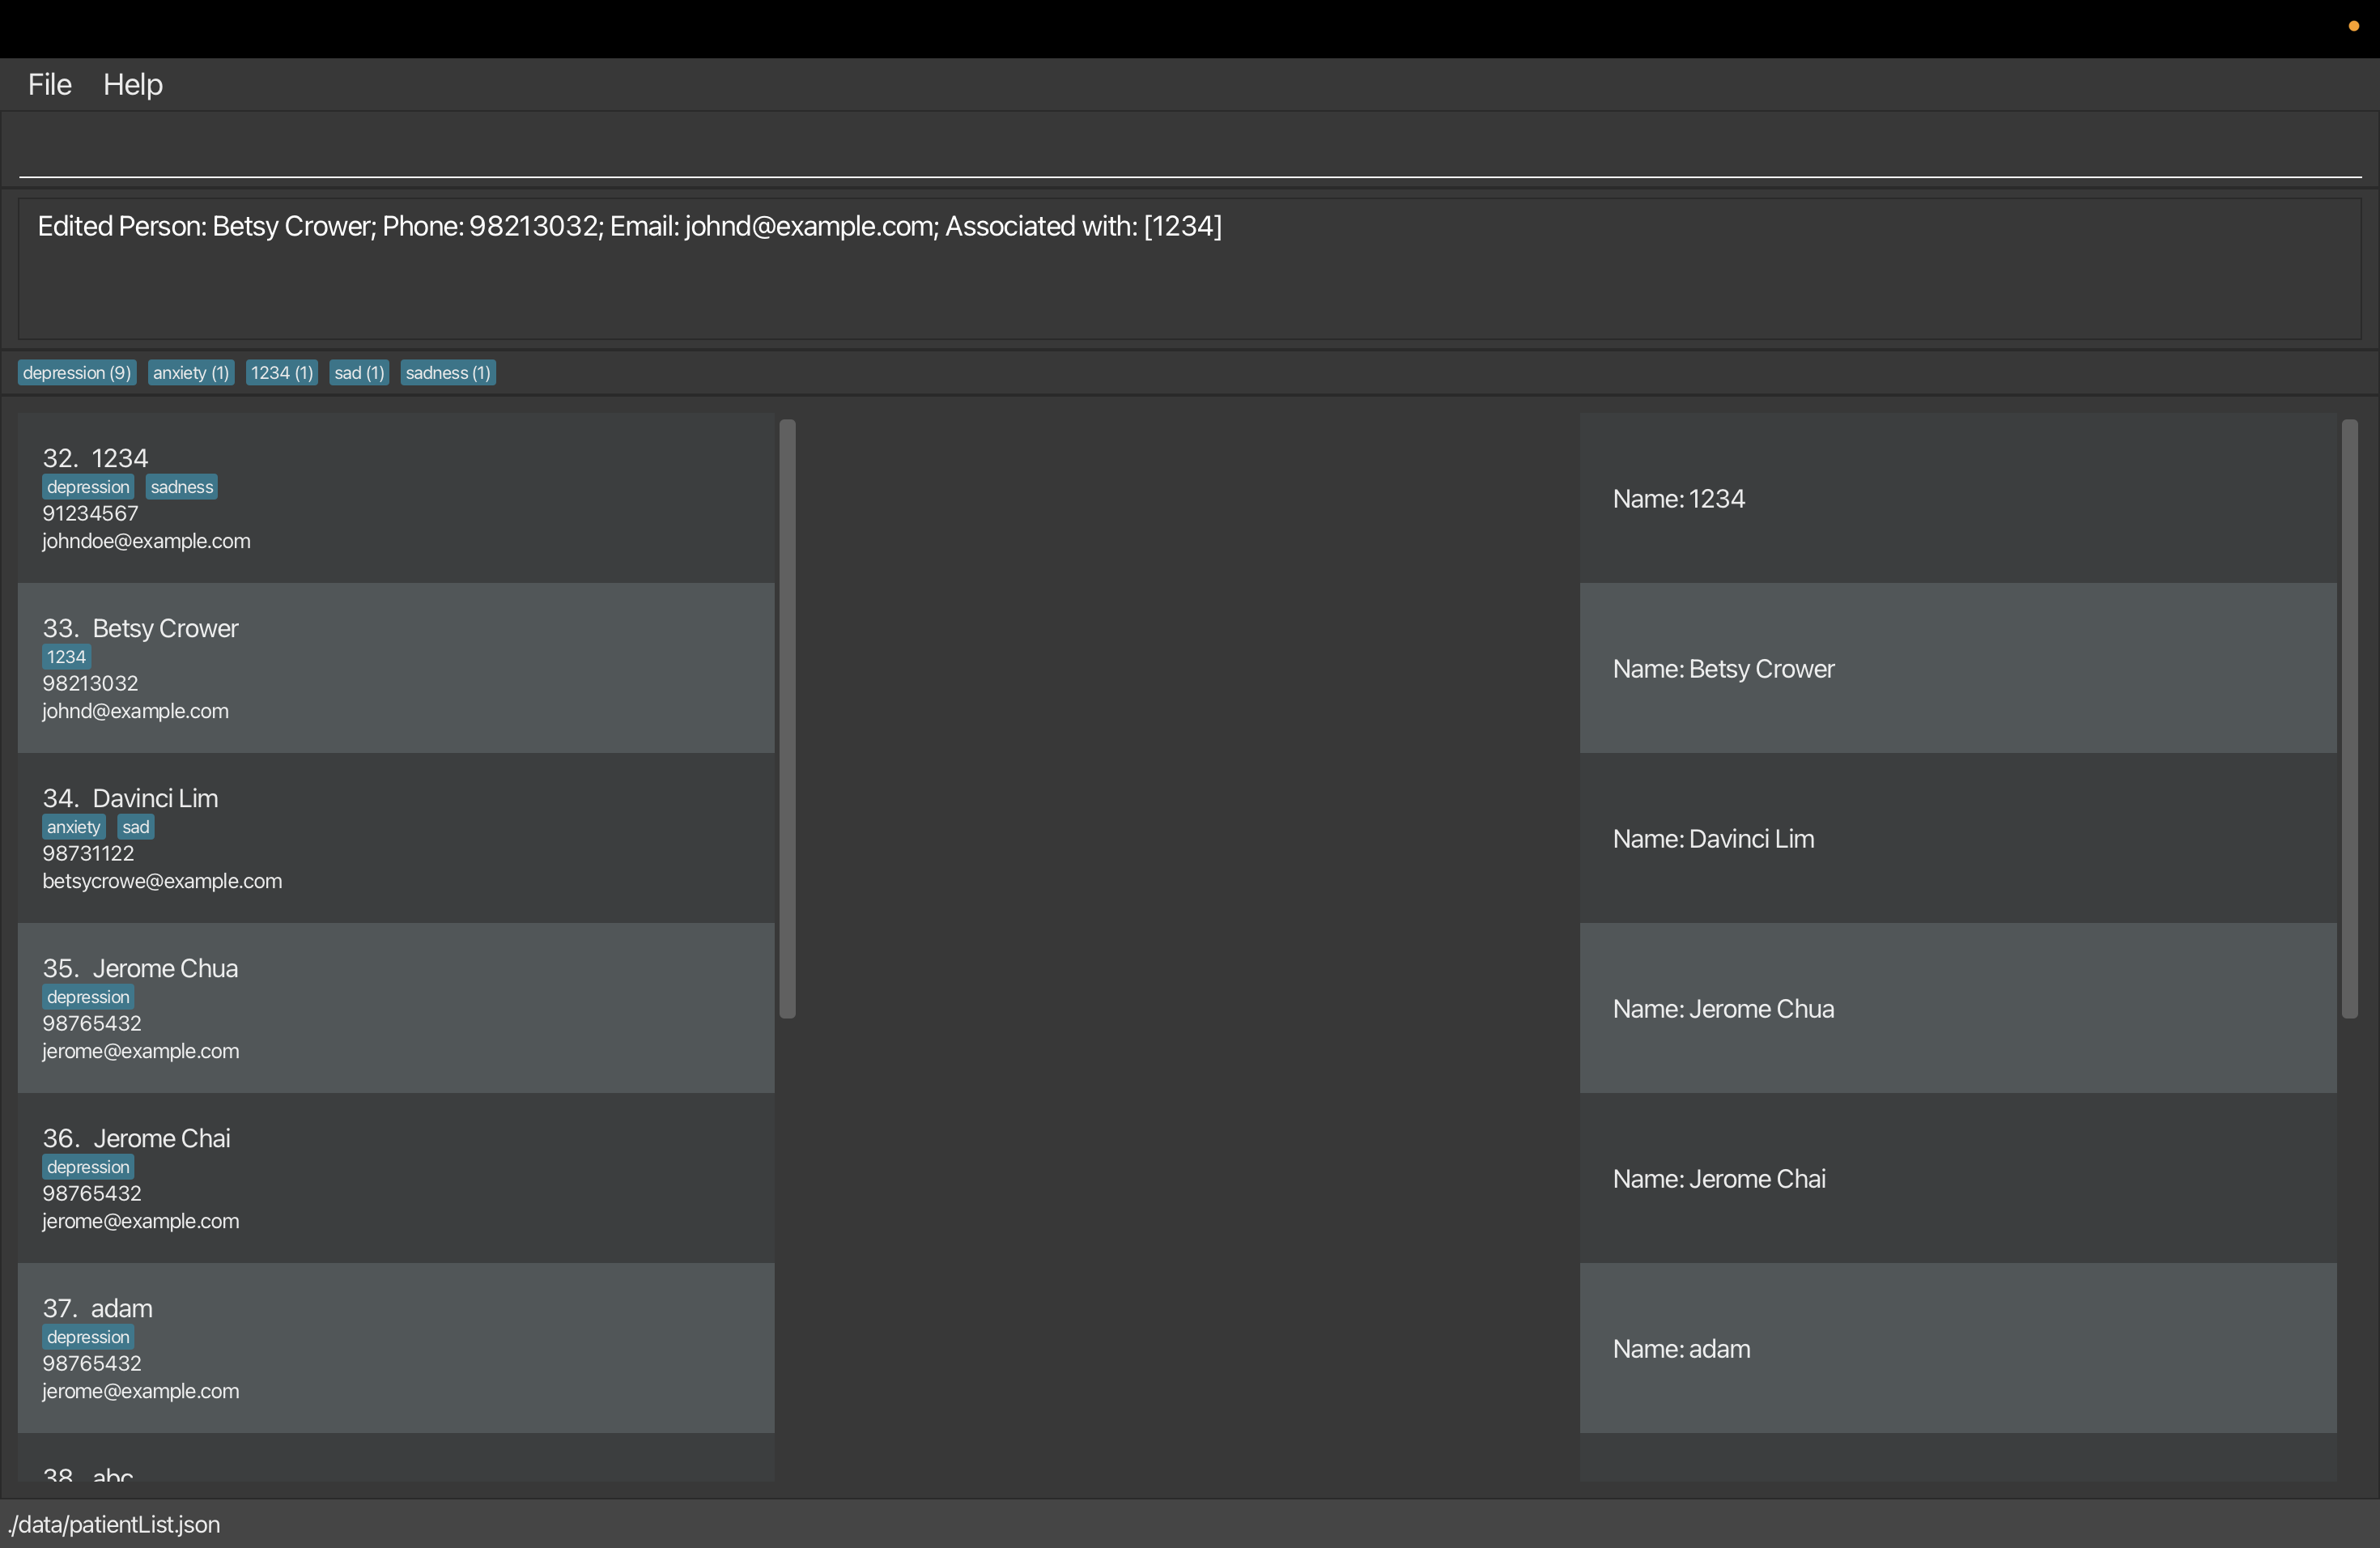 File Help
Edited Person: Betsy Crower; Phone: 98213032; Email: johnd@example.com; Associated with: [1234]
depression (9) anxiety (1) 1234 (1) sad (1) sadness (1)
32. 1234
depression sadness
91234567
johndoe@example.com
33. Betsy Crower
1234
98213032
johnd@example.com
34. Davinci Lim
anxiety sad
98731122
betsycrowe@example.com
35. Jerome Chua
depression
98765432
jerome@example.com
36. Jerome Chai
depression
98765432
jerome@example.com
37. adam
depression
98765432
jerome@example.com
38. abc
Name: 1234
Name: Betsy Crower
Name: Davinci Lim
Name: Jerome Chua
Name: Jerome Chai
Name: adam
./data/patientList.json